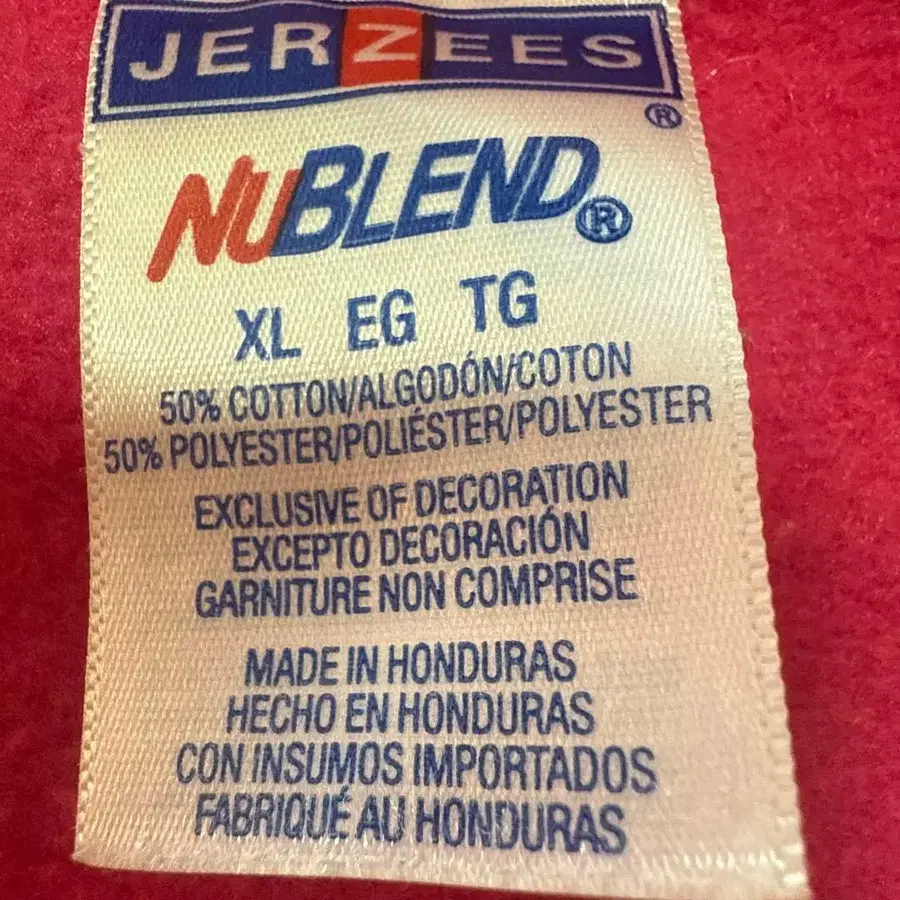 JERZEES
®
NUBLEND®
XL EG TG
50% COTTON/ALGODÓN/COTON
50% POLYESTER/POLIÉSTER/POLYESTER
EXCLUSIVE OF DECORATION
EXCEPTO DECORACIÓN
GARNITURE NON COMPRISE
MADE IN HONDURAS
HECHO EN HONDURAS
CON INSUMOS IMPORTADOS
FABRIQUÉ AU HONDURAS